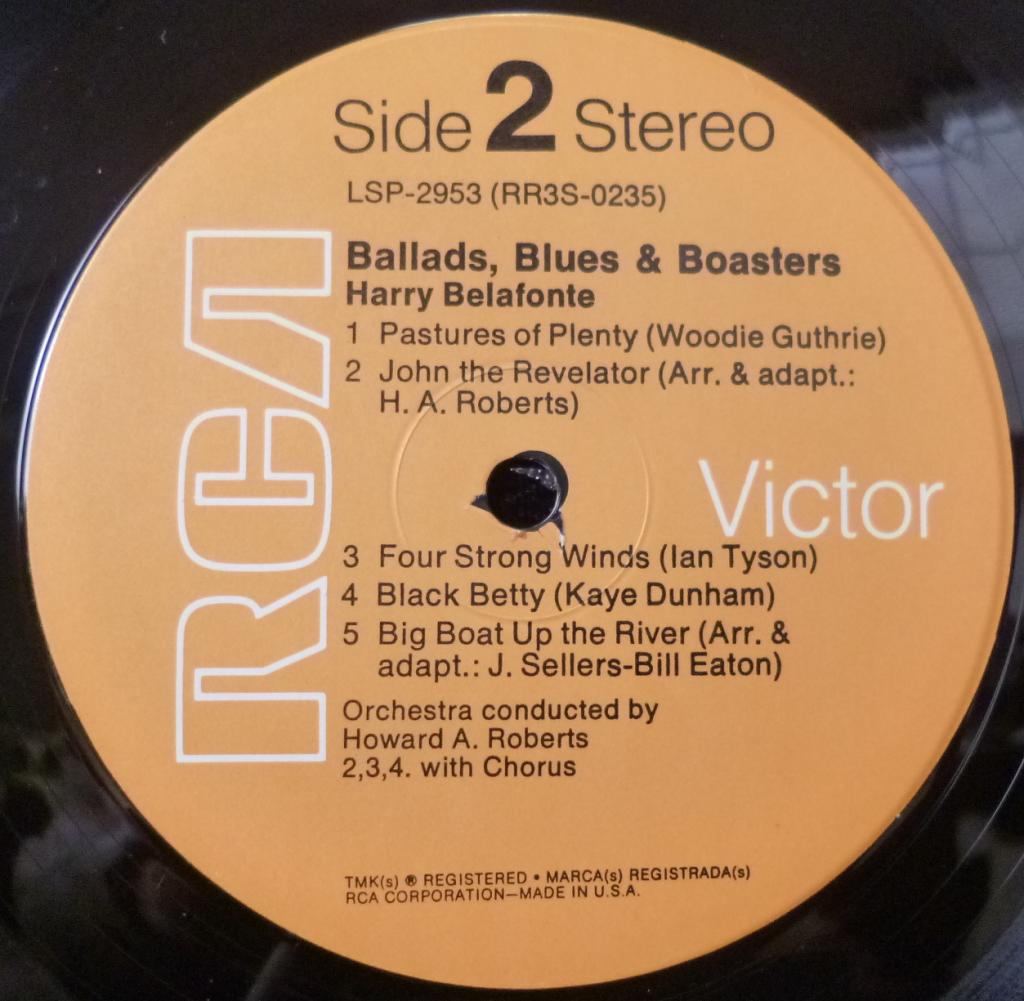 Side 2 Stereo
LSP-2953 (RR3S-0235)
Ballads, Blues & Boasters
Harry Belafonte
1 Pastures of Plenty (Woodie Guthrie)
2 John the Revelator (Arr. & adapt.:
H. A. Roberts)
RCA
Victor
3 Four Strong Winds (Ian Tyson)
4 Black Betty (Kaye Dunham)
5 Big Boat Up the River (Arr. &
adapt.: J. Sellers-Bill Eaton)
Orchestra conducted by
Howard A. Roberts
2,3,4. with Chorus
TMK(s) ® REGISTERED • MARCA(s) REGISTRADA(s)
RCA CORPORATION—MADE IN U.S.A.